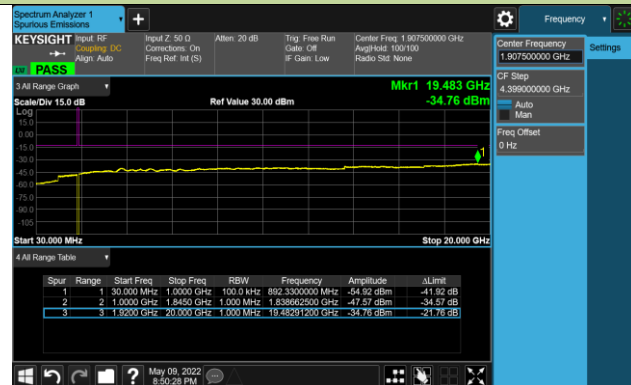 Spectrum Analyzer 1
Spurious Emissions
+
Frequency
KEYSIGHT Input: RF Input Z: 50 Ω Atten: 20 dB Trig: Free Run Center Freq: 1.907500000 GHz
Coupling: DC Corrections: On Gate: Off Avg|Hold: 100/100
Align: Auto Freq Ref: Int (S) IF Gain: Low Radio Std: None
PASS
Center Frequency
1.907500000 GHz
Settings
CF Step
4.399000000 GHz
Auto
Man
Freq Offset
0 Hz
3 All Range Graph
Mkr1 19.483 GHz
Scale/Div 15.0 dB Ref Value 30.00 dBm -34.76 dBm
Log
15.0
0.00
-15.0
-30.0
-45.0
-60.0
-75.0
-90.0
-105
1
Start 30.000 MHz Stop 20.000 GHz
4 All Range Table
Spur Range Start Freq Stop Freq RBW Frequency Amplitude ΔLimit
1 1 30.000 MHz 1.0000 GHz 100.0 kHz 892.3300000 MHz -54.92 dBm -41.92 dB
2 2 1.0000 GHz 1.8450 GHz 1.000 MHz 1.838662500 GHz -47.57 dBm -34.57 dB
3 3 1.9200 GHz 20.000 GHz 1.000 MHz 19.48291200 GHz -34.76 dBm -21.76 dB
?
May 09, 2022
8:50:28 PM